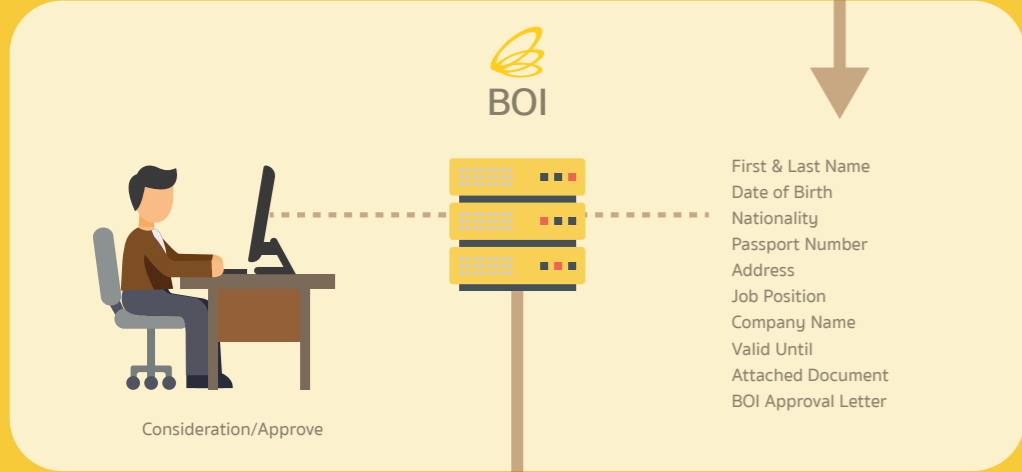 BOI
First & Last Name
Date of Birth
Nationality
Passport Number
Address
Job Position
Company Name
Valid Until
Attached Document
BOI Approval Letter
Consideration/Approve